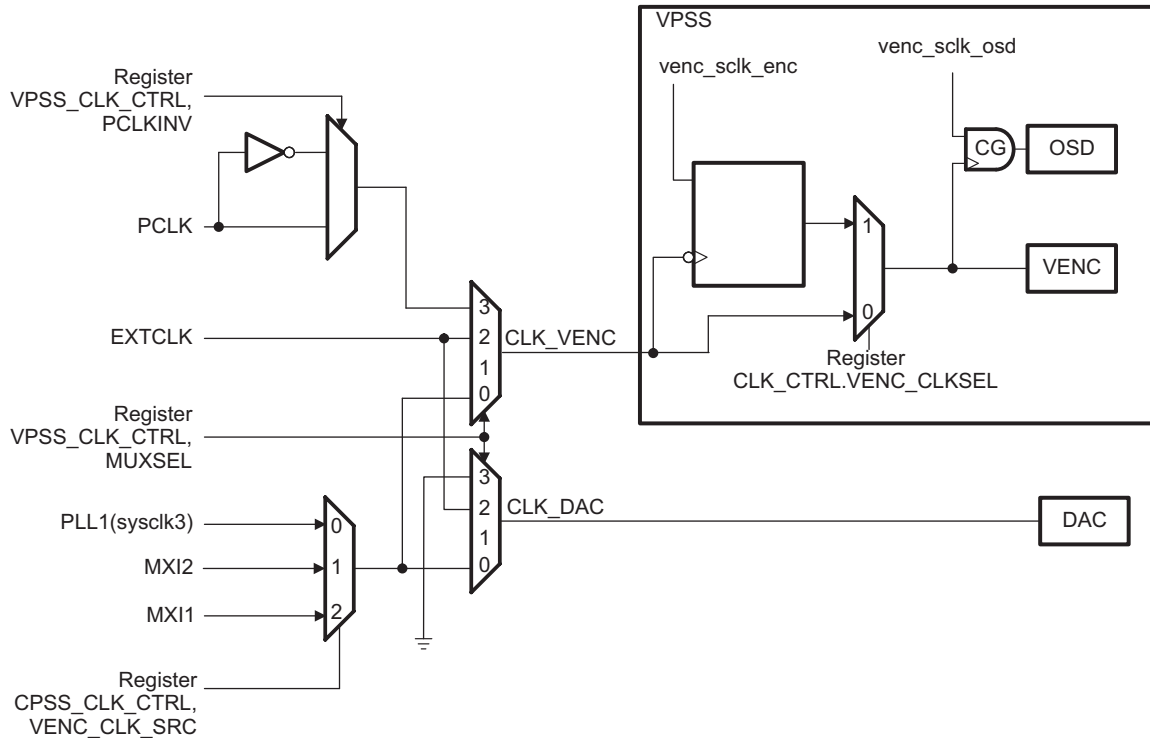 VPSS
venc_sclk_osd
venc_sclk_enc
Register
VPSS_CLK_CTRL,
PCLKINV
CG
OSD
PCLK
1
VENC
0
Register
CLK_CTRL.VENC_CLKSEL
EXTCLK
3
2
1
0
CLK_VENC
Register
VPSS_CLK_CTRL,
MUXSEL
3
2
1
0
CLK_DAC
DAC
PLL1(sysclk3)
MXI2
MXI1
0
1
2
Register
CPSS_CLK_CTRL,
VENC_CLK_SRC